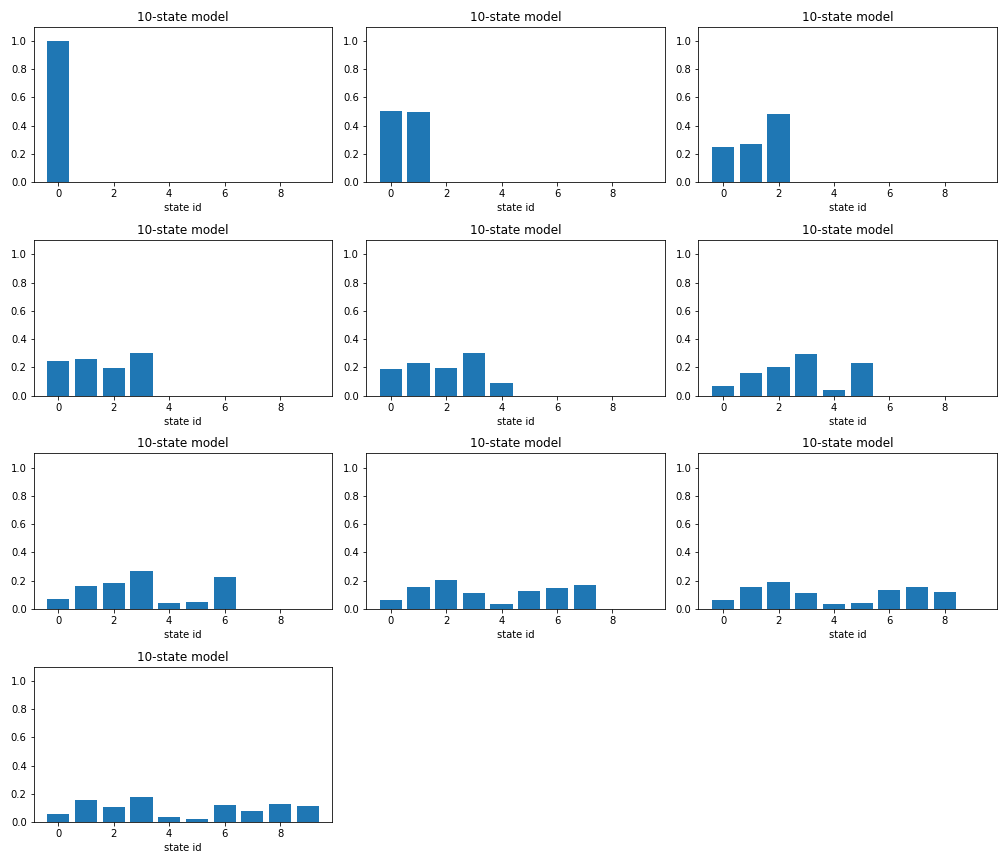 10-state model 10-state model 10-state model
1.0 1.0 1.0
0.8 0.8 0.8
0.6 0.6 0.6
0.4 0.4 0.4
0.2 0.2 0.2
0.0 0.0 0.0
0 2 4 6 8 0 2 4 6 8 0 2 4 6 8
state id state id state id
10-state model 10-state model 10-state model
1.0 1.0 1.0
0.8 0.8 0.8
0.6 0.6 0.6
0.4 0.4 0.4
0.2 0.2 0.2
0.0 0.0 0.0
0 2 4 6 8 0 2 4 6 8 0 2 4 6 8
state id state id state id
10-state model 10-state model 10-state model
1.0 1.0 1.0
0.8 0.8 0.8
0.6 0.6 0.6
0.4 0.4 0.4
0.2 0.2 0.2
0.0 0.0 0.0
0 2 4 6 8 0 2 4 6 8 0 2 4 6 8
state id state id state id
10-state model
1.0
0.8
0.6
0.4
0.2
0.0
0 2 4 6 8
state id